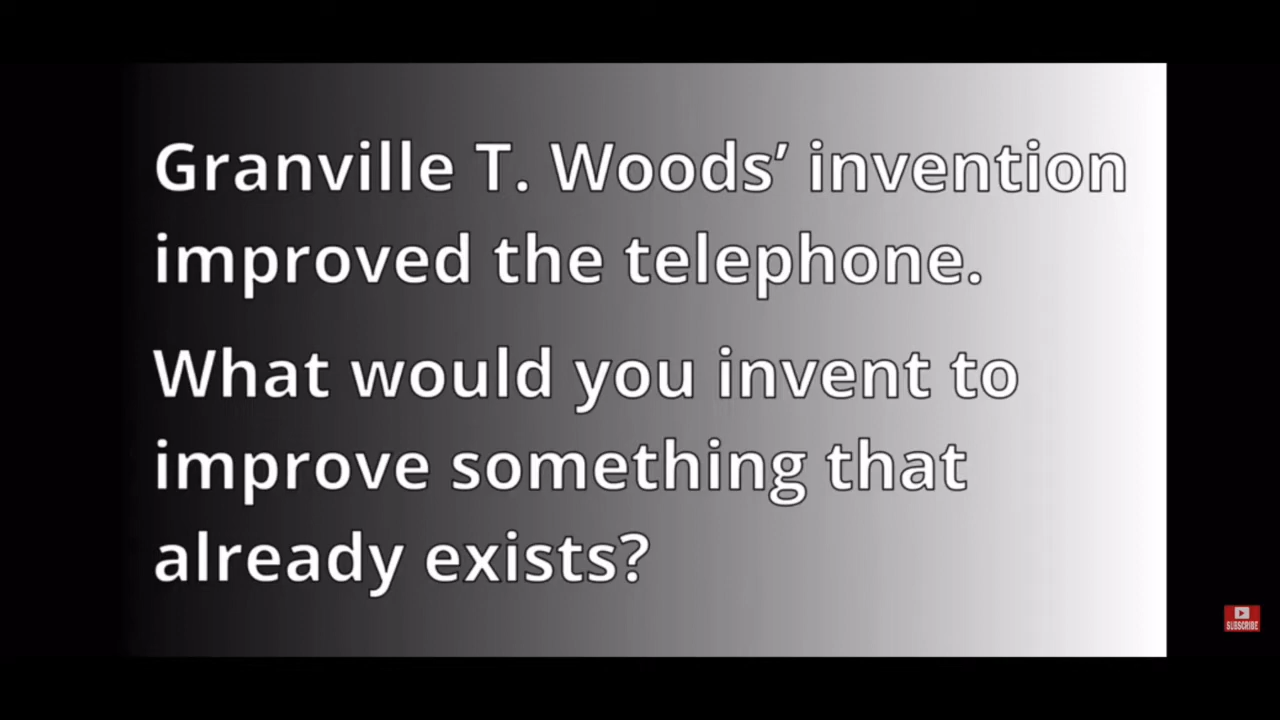 Granville T. Woods’ invention
improved the telephone.
What would you invent to
improve something that
already exists?
SUBSCRIBE